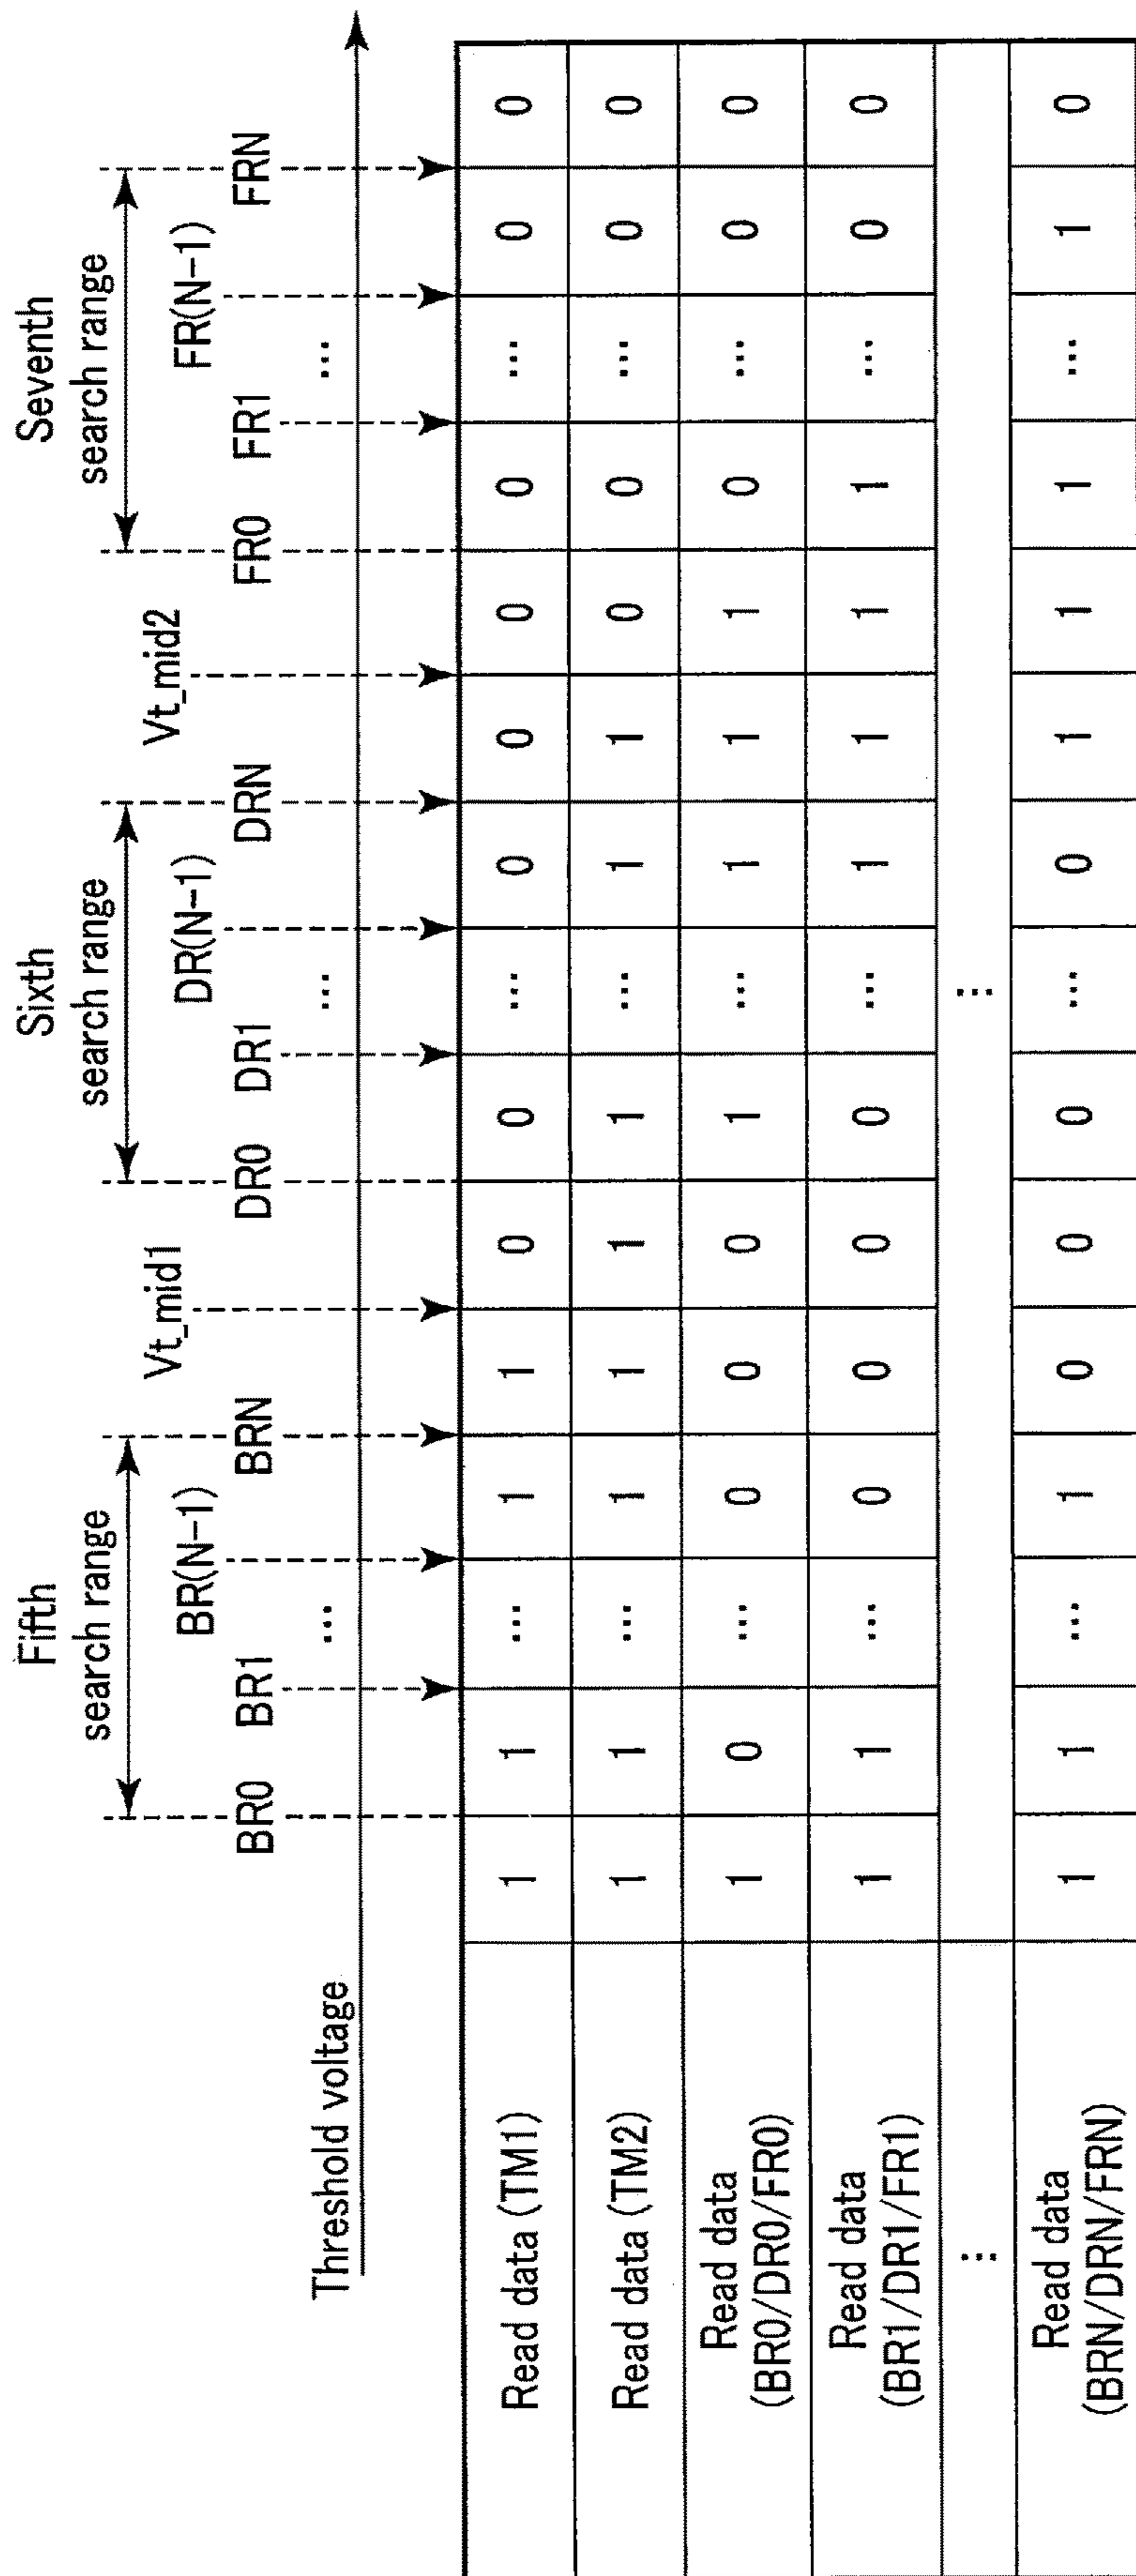 Fifth Sixth Seventh
search range search range search range
Vt_mid1 Vt_mid2
BR(N-1) DR(N-1) FR(N-1)
BR0 BR1 BRN DR0 DR1 DRN FR0 FR1 FRN
... ... ...
Threshold voltage
Read data (TM1) 1 1 ... 1 1 0 0 ... 0 0 0 0 ... 0 0
Read data (TM2) 1 1 ... 1 1 1 1 ... 1 1 0 0 ... 0 0
Read data
(BR0/DR0/FR0) 1 0 ... 0 0 0 1 ... 1 1 1 0 ... 0 0
Read data
(BR1/DR1/FR1) 1 1 ... 0 0 0 0 ... 1 1 1 1 ... 0 0
⋮ ⋮
Read data
(BRN/DRN/FRN) 1 1 ... 1 0 0 0 ... 0 1 1 1 ... 1 0